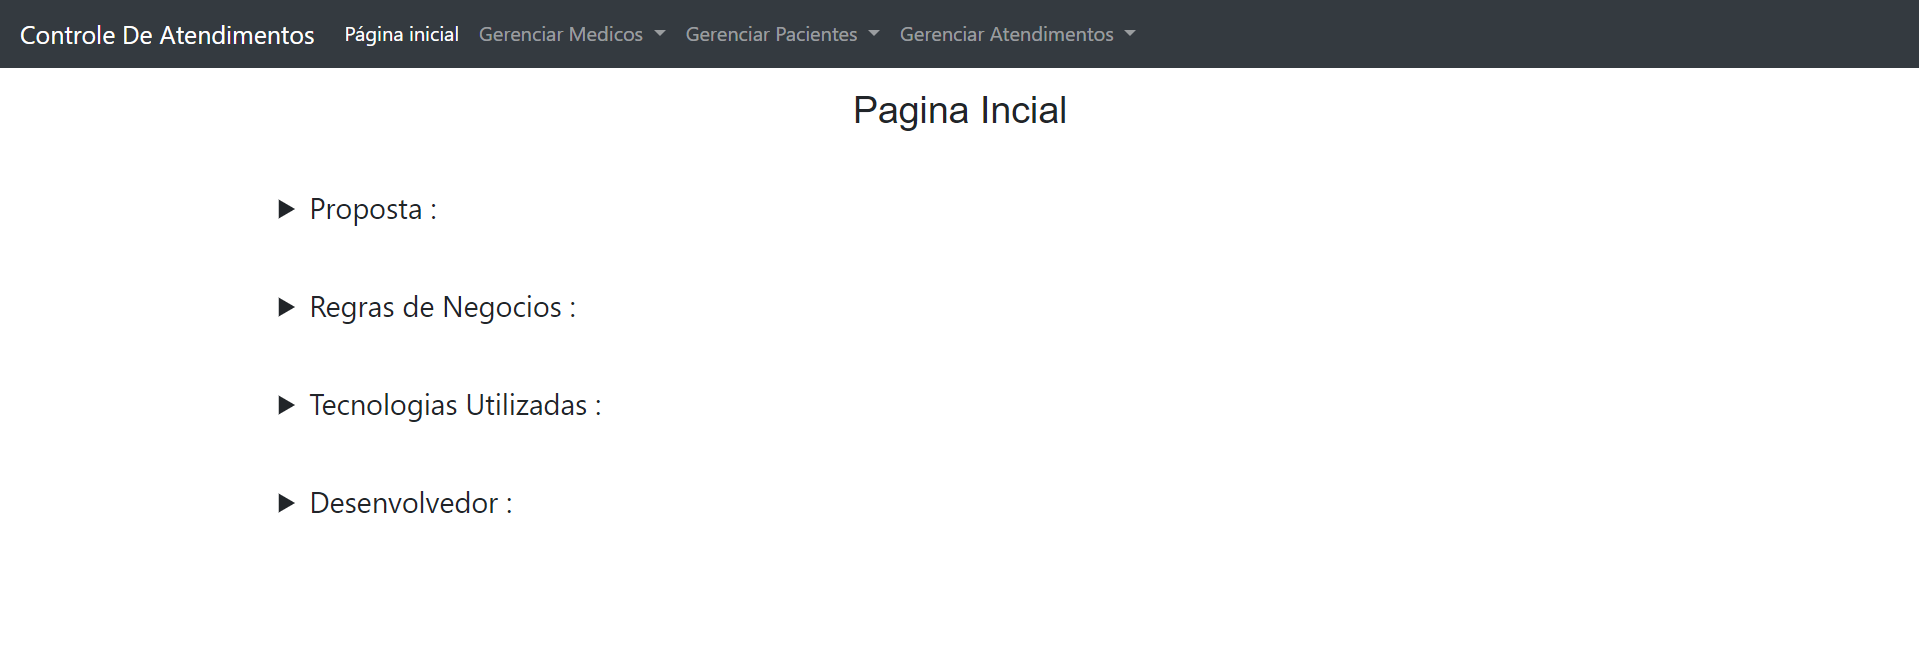 Controle De Atendimentos Página inicial Gerenciar Medicos Gerenciar Pacientes Gerenciar Atendimentos
Pagina Incial
Proposta :
Regras de Negocios :
Tecnologias Utilizadas :
Desenvolvedor :